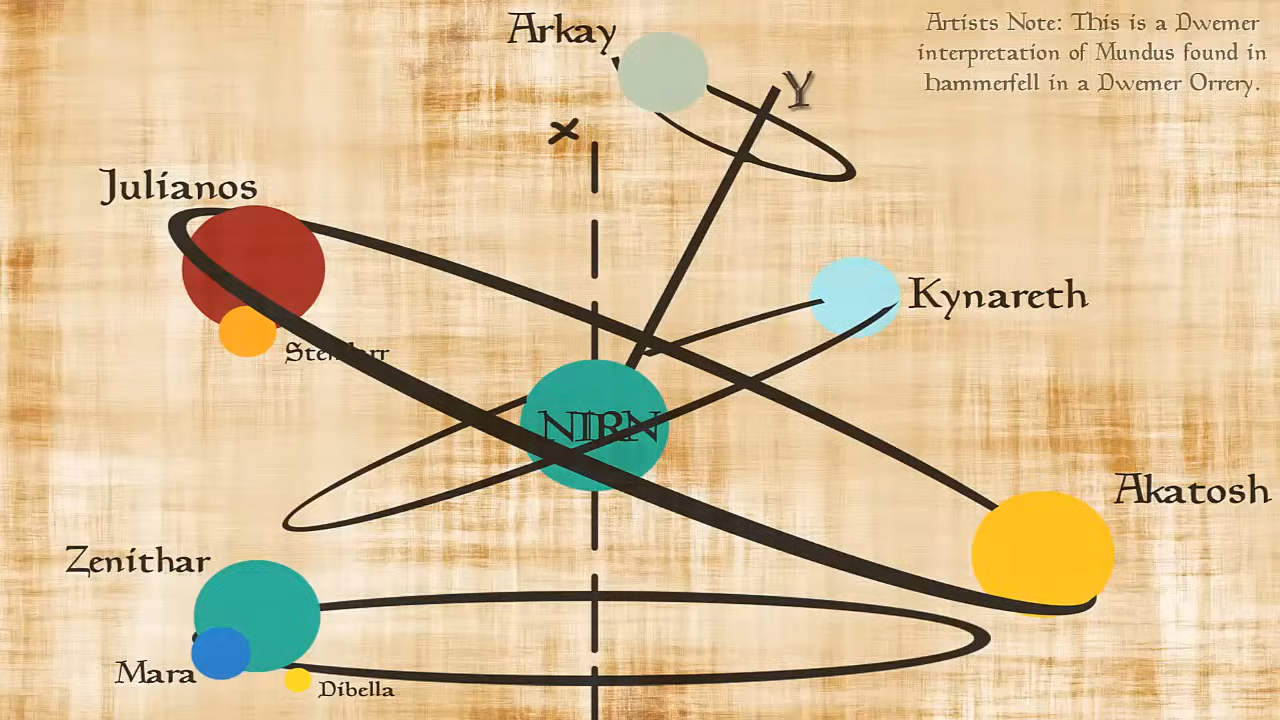 Arkay
Artists Note: This is a Dwemer
interpretation of Mundus found in
Hammerfell in a Dwemer Orrery.
Y
x
Julianos
Kynareth
Stendarr
NIRN
Akatosh
Zenithar
Mara
Dibella